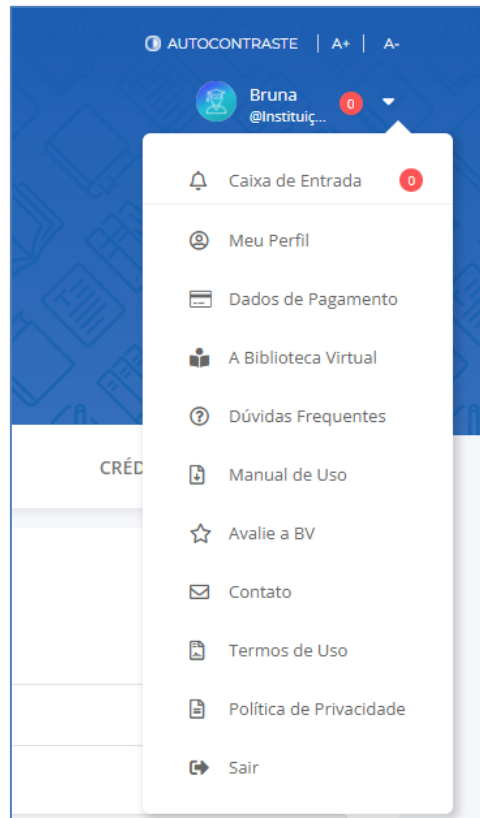 AUTOCONTRASTE | A+ | A-
Bruna
@Instituiç...
0
Caixa de Entrada 0
Meu Perfil
Dados de Pagamento
A Biblioteca Virtual
Dúvidas Frequentes
CRÉD
Manual de Uso
Avalie a BV
Contato
Termos de Uso
Política de Privacidade
Sair